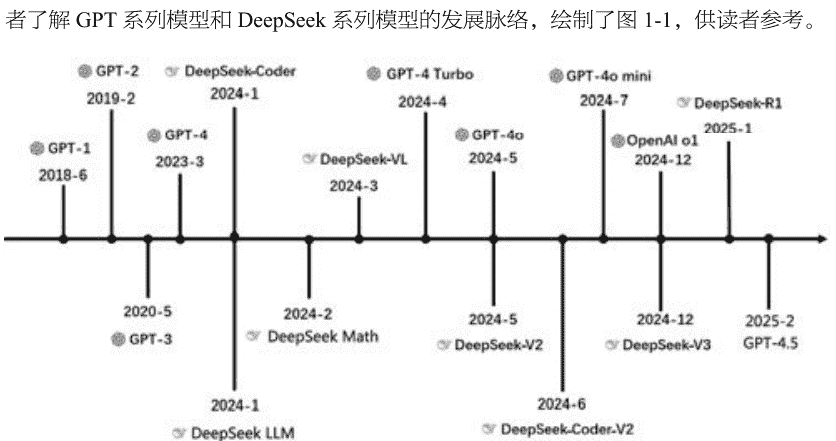 者了解 GPT 系列模型和 DeepSeek 系列模型的发展脉络，绘制了图 1-1，供读者参考。
GPT-1
2018-6
GPT-2
2019-2
2020-5
GPT-3
GPT-4
2023-3
DeepSeek-Coder
2024-1
2024-1
DeepSeek LLM
2024-2
DeepSeek Math
DeepSeek-VL
2024-3
GPT-4 Turbo
2024-4
GPT-4o
2024-5
2024-5
DeepSeek-V2
2024-6
DeepSeek-Coder-V2
GPT-4o mini
2024-7
OpenAI o1
2024-12
2024-12
DeepSeek-V3
DeepSeek-R1
2025-1
2025-2
GPT-4.5